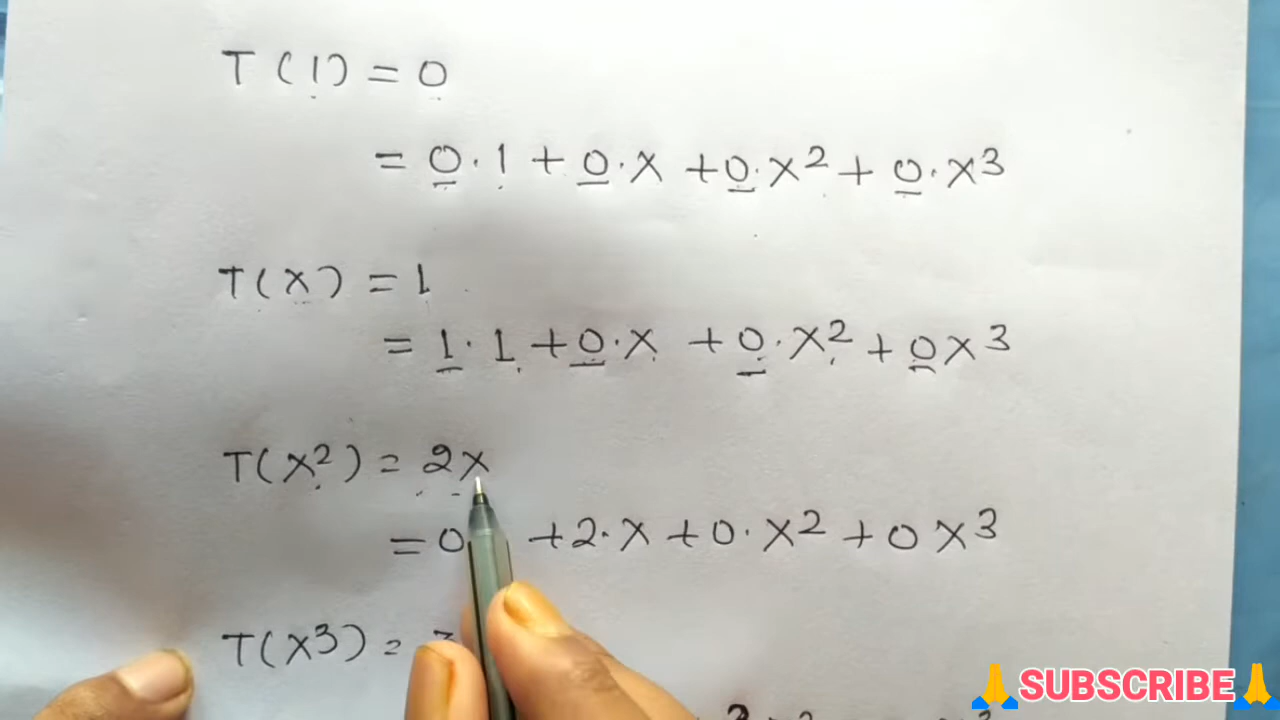 T(1) = 0
= 0·1 + 0·x + 0·x² + 0·x³
T(x) = 1
= 1·1 + 0·x + 0·x² + 0x³
T(x²) = 2x
= 0 + 2·x + 0·x² + 0x³
T(x³) =
🙏SUBSCRIBE🙏